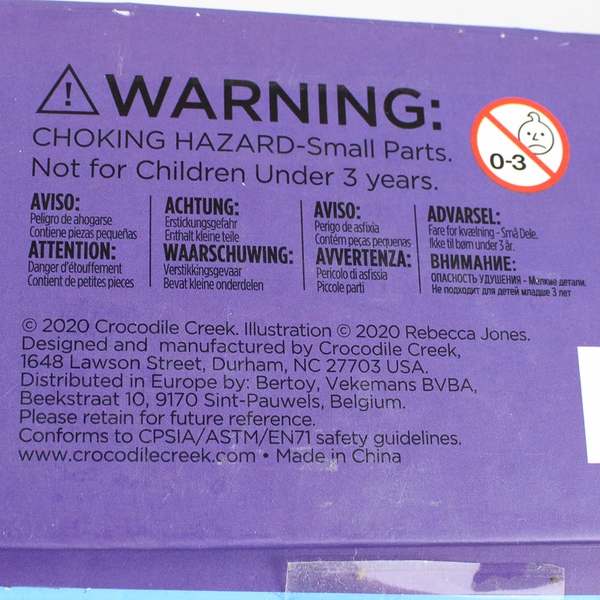 WARNING:
CHOKING HAZARD-Small Parts.
Not for Children Under 3 years.
0-3
AVISO:
Peligro de ahogarse
Contiene piezas pequeñas
ATTENTION:
Danger d'étouffement
Contient de petites pieces
ACHTUNG:
Erstickungsgefahr
Enthalt kleine teile
WAARSCHUWING:
Verstikkingsgevaar
Bevat kleine onderdelen
AVISO:
Perigo de asfixia
Contém peças pequenas
AVVERTENZA:
Pericolo di asfissia
Piccole parti
ADVARSEL:
Fare for kvælning - Små Dele.
Ikke til børn under 3 år.
ВНИМАНИЕ:
ОПАСНОСТЬ УДУШЕНИЯ - Мелкие детали.
Не подходит для детей младше 3 лет
© 2020 Crocodile Creek. Illustration © 2020 Rebecca Jones.
Designed and manufactured by Crocodile Creek,
1648 Lawson Street, Durham, NC 27703 USA.
Distributed in Europe by: Bertoy, Vekemans BVBA,
Beekstraat 10, 9170 Sint-Pauwels, Belgium.
Please retain for future reference.
Conforms to CPSIA/ASTM/EN71 safety guidelines.
www.crocodilecreek.com • Made in China